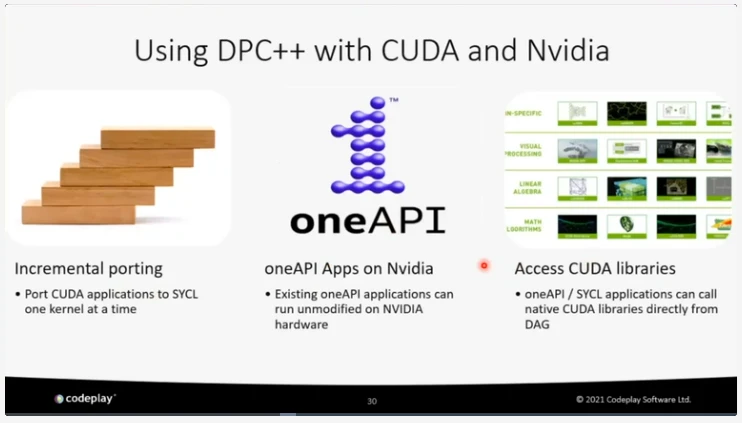 Using DPC++ with CUDA and Nvidia
™
oneAPI
IN-SPECIFIC
VISUAL
PROCESSING
LINEAR
ALGEBRA
MATH
LGORITHMS
Incremental porting
• Port CUDA applications to SYCL
one kernel at a time
oneAPI Apps on Nvidia
• Existing oneAPI applications can
run unmodified on NVIDIA
hardware
Access CUDA libraries
• oneAPI / SYCL applications can call
native CUDA libraries directly from
DAG
codeplay
30
© 2021 Codeplay Software Ltd.